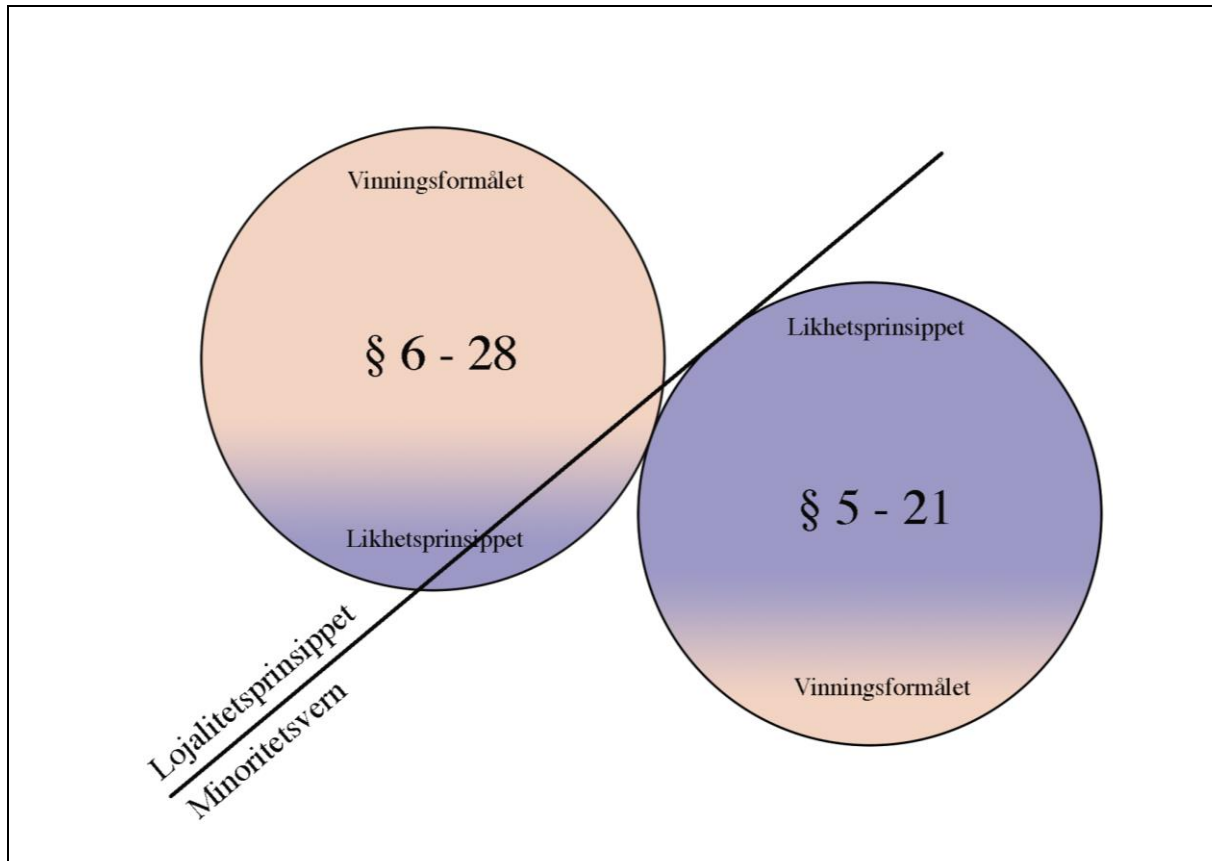 Vinningsformålet
§ 6 - 28
Likhetsprinsippet
Likhetsprinsippet
§ 5 - 21
Vinningsformålet
Lojalitetsprinsippet
Minoritetsvern